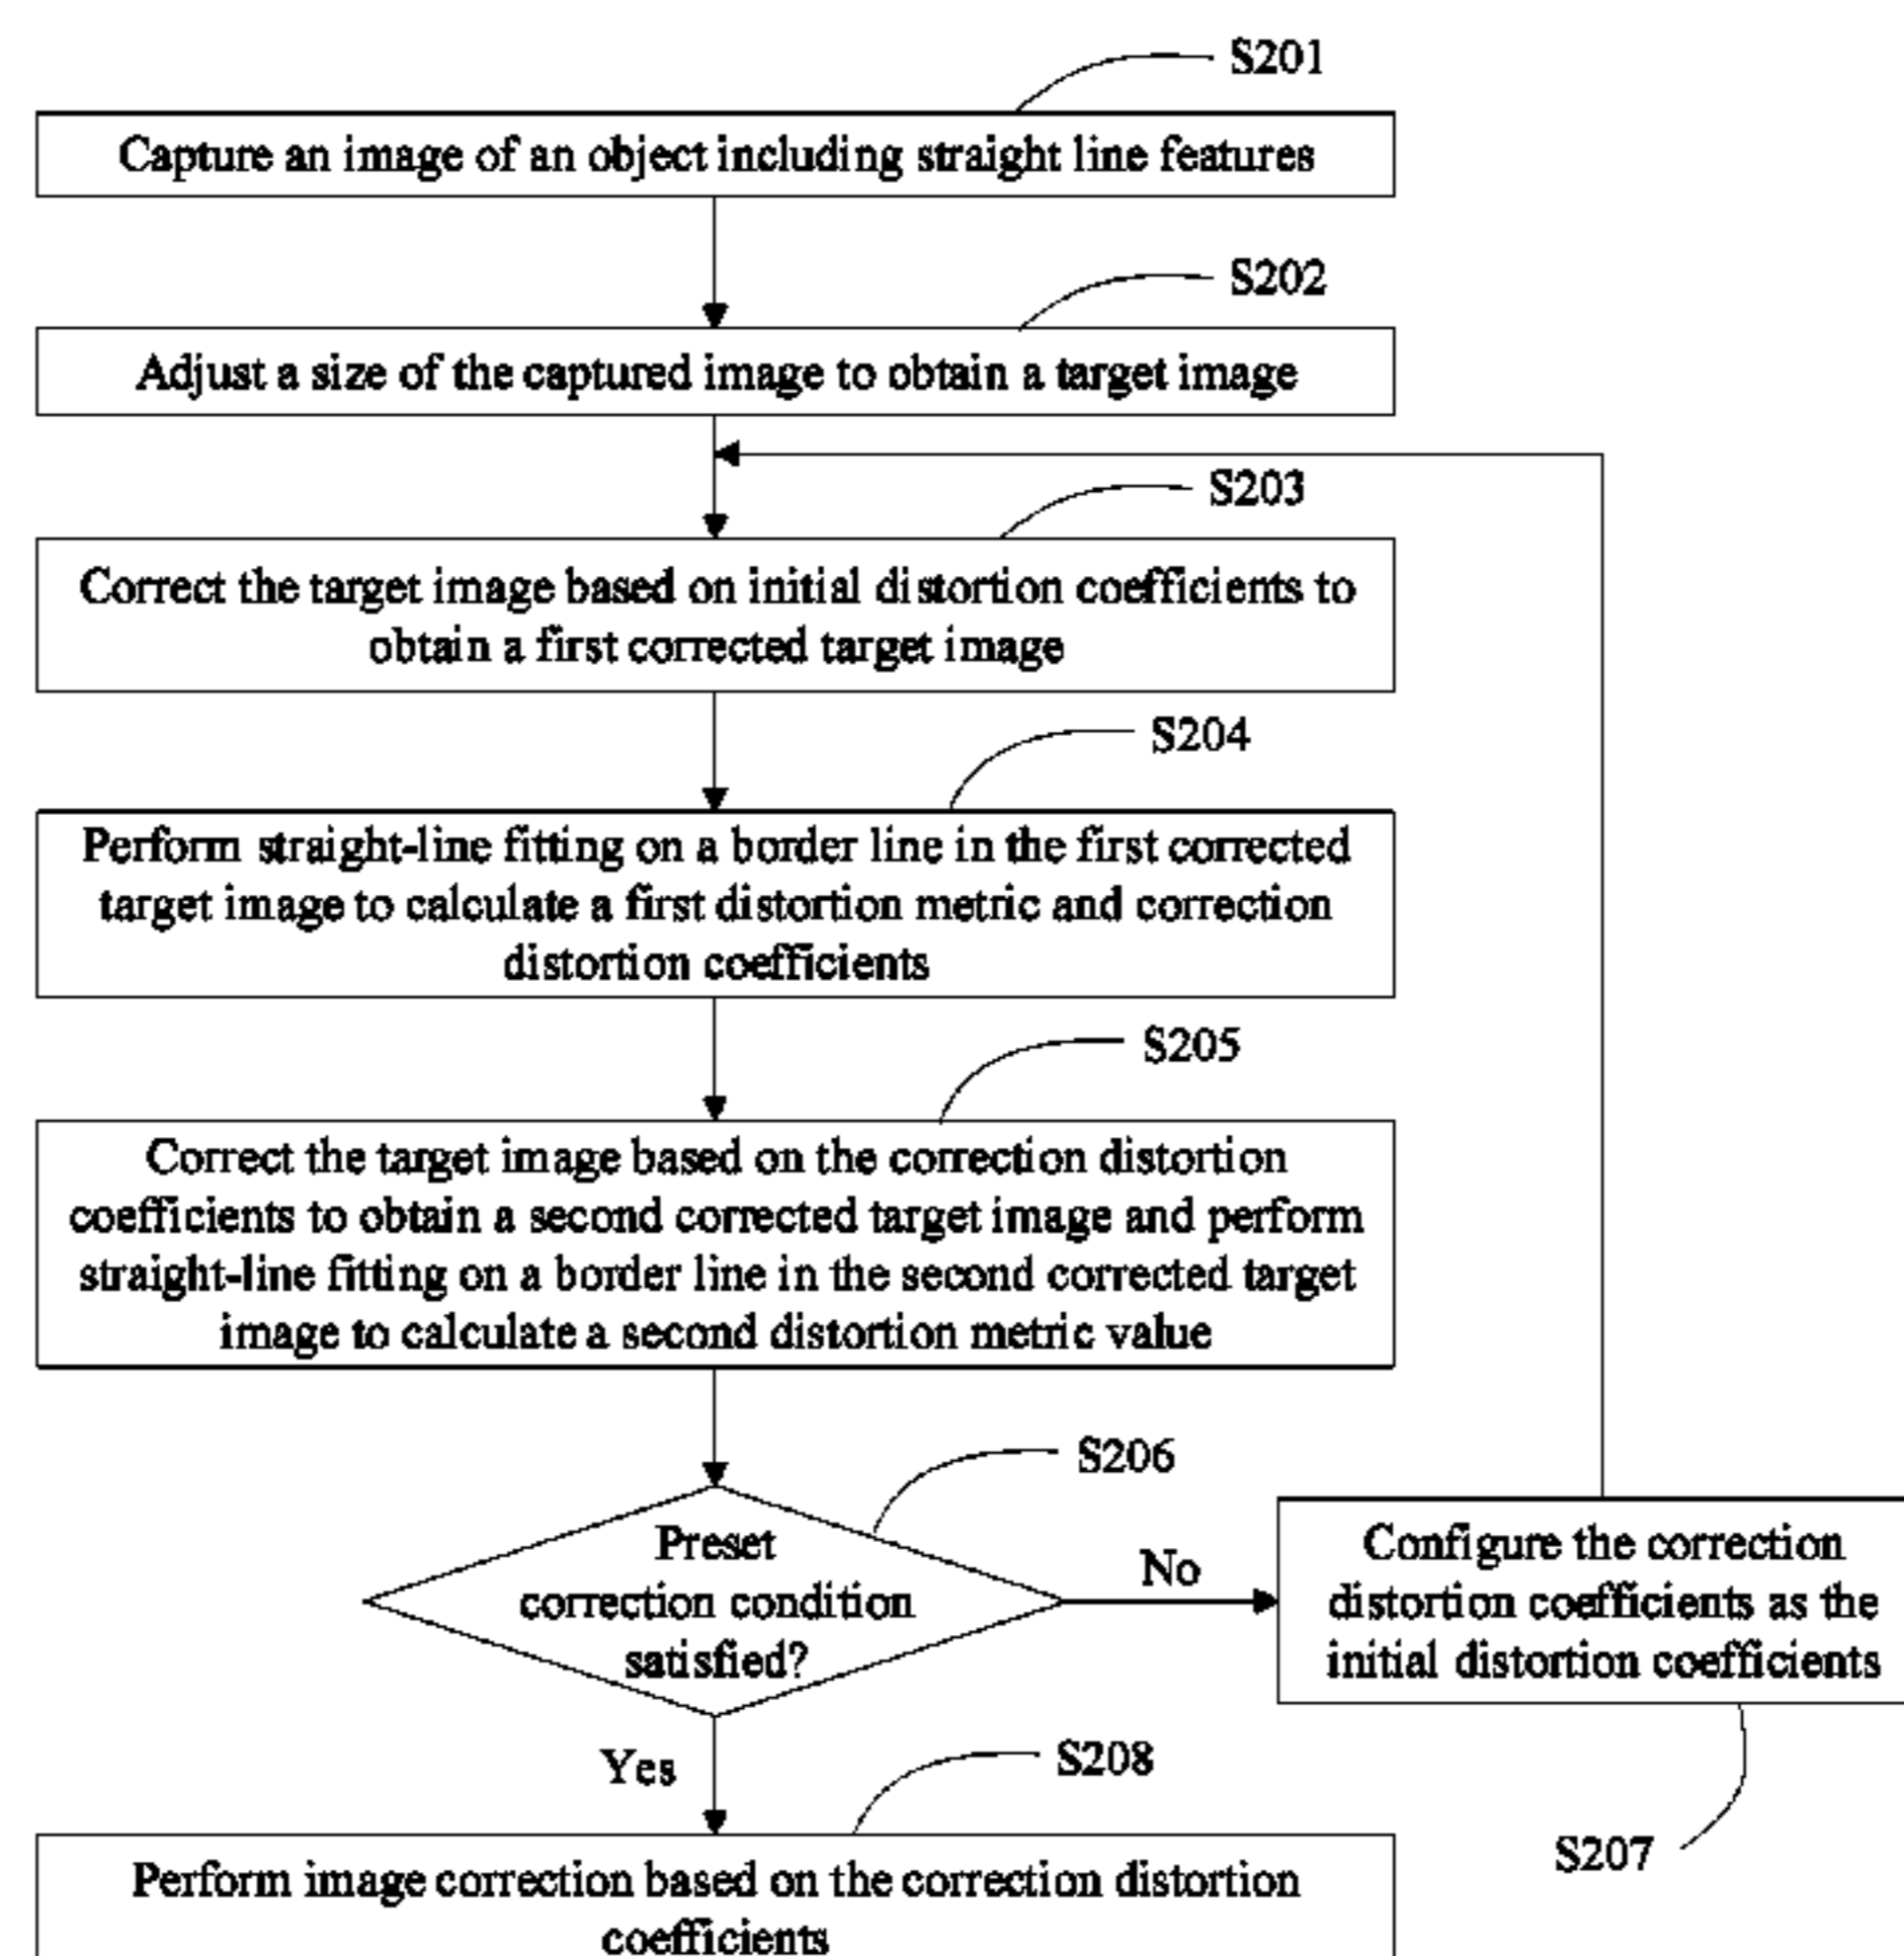 S201
Capture an image of an object including straight line features
S202
Adjust a size of the captured image to obtain a target image
S203
Correct the target image based on initial distortion coefficients to
obtain a first corrected target image
S204
Perform straight-line fitting on a border line in the first corrected
target image to calculate a first distortion metric and correction
distortion coefficients
S205
Correct the target image based on the correction distortion
coefficients to obtain a second corrected target image and perform
straight-line fitting on a border line in the second corrected target
image to calculate a second distortion metric value
S206
Preset
correction condition
satisfied?
No
Configure the correction
distortion coefficients as the
initial distortion coefficients
S207
Yes
S208
Perform image correction based on the correction distortion
coefficients